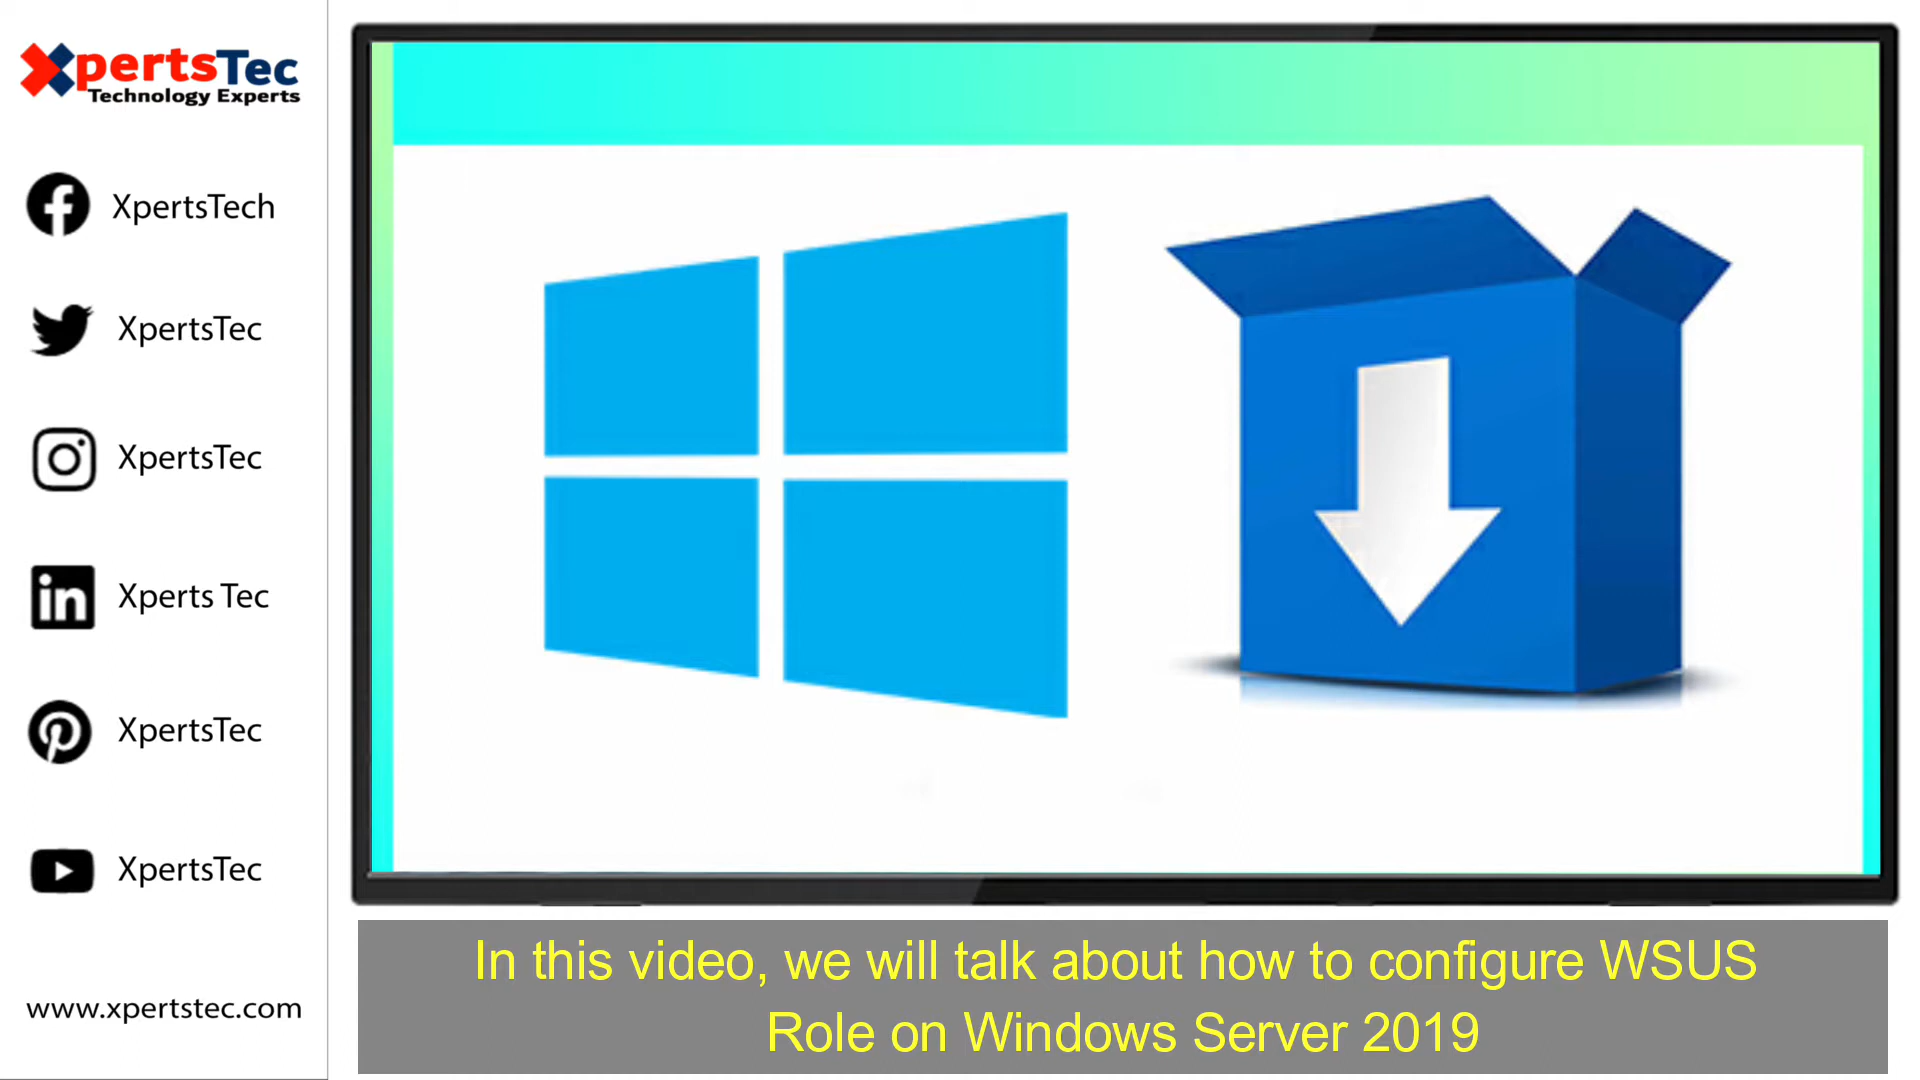 XpertsTec
Technology Experts
XpertsTech
XpertsTec
XpertsTec
Xperts Tec
XpertsTec
XpertsTec
www.xpertstec.com
In this video, we will talk about how to configure WSUS
Role on Windows Server 2019